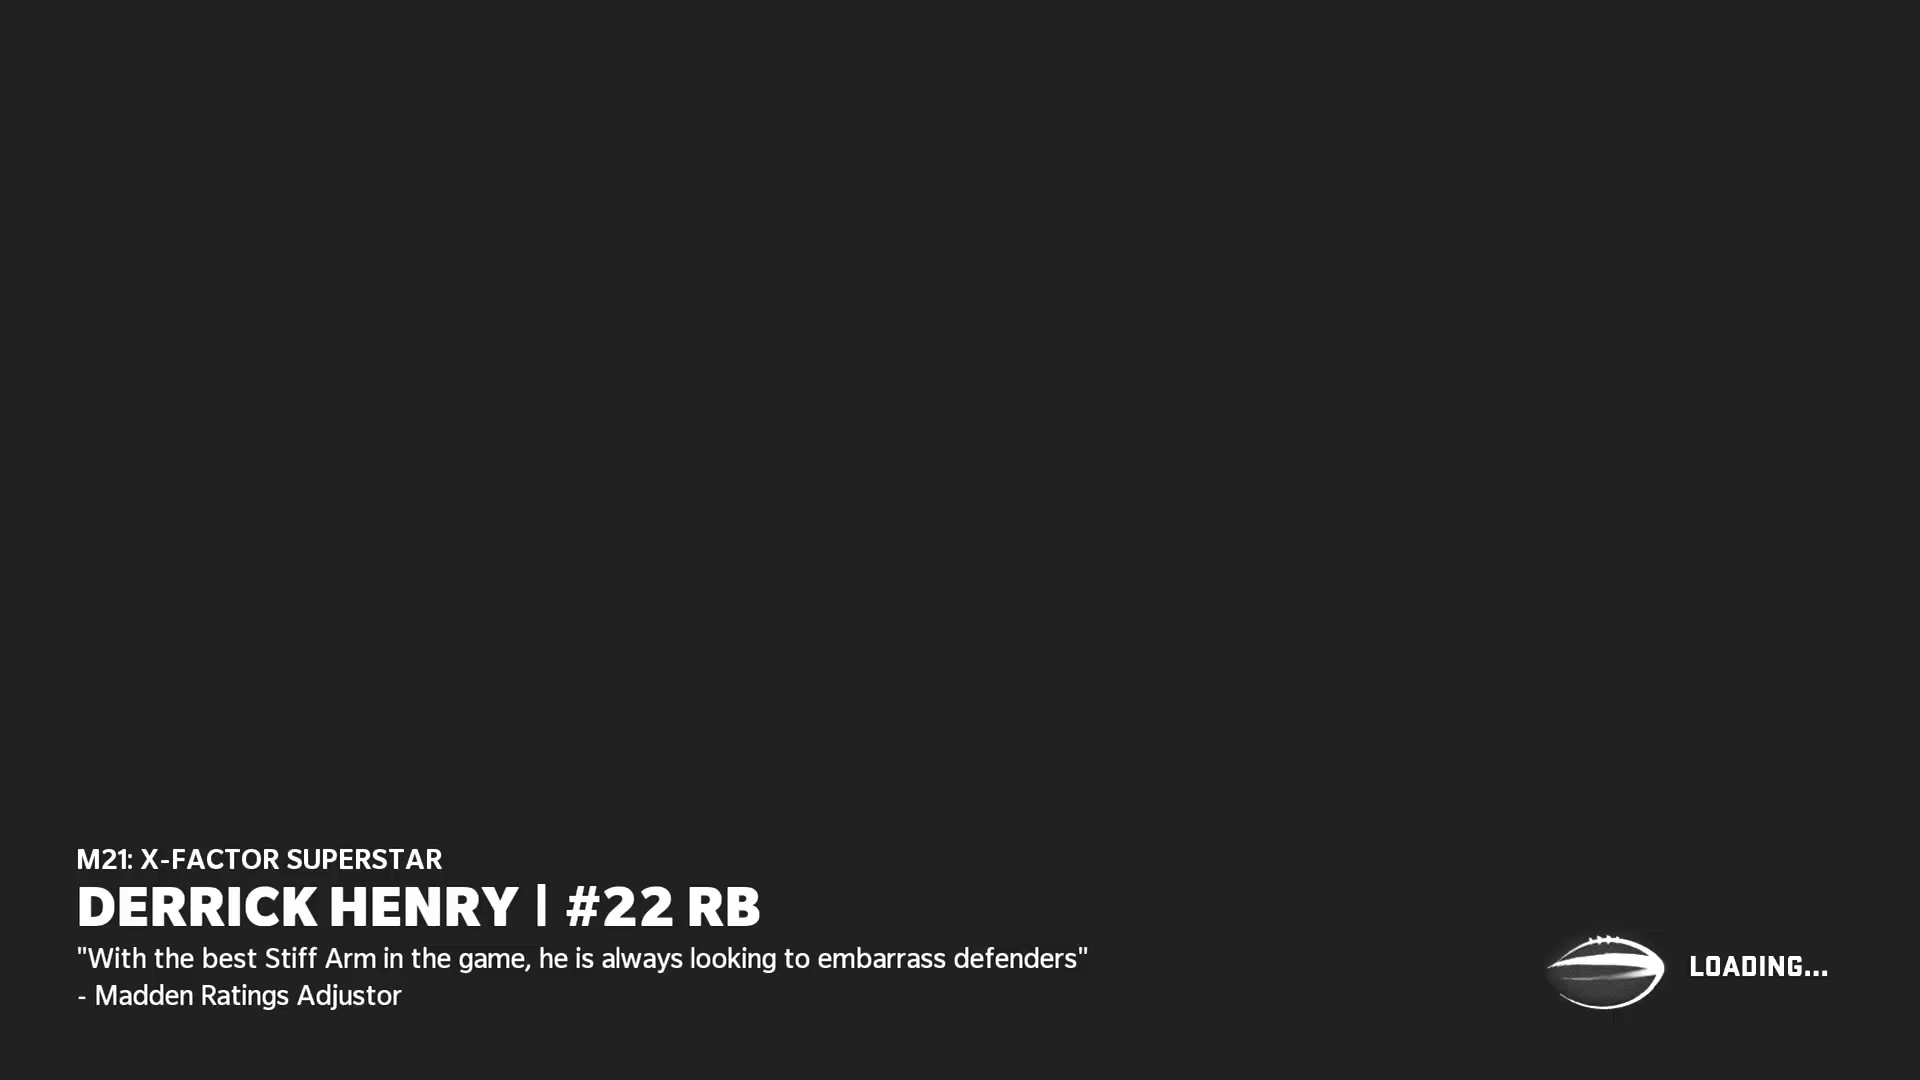 M21: X-FACTOR SUPERSTAR
DERRICK HENRY | #22 RB
"With the best Stiff Arm in the game, he is always looking to embarrass defenders"
- Madden Ratings Adjustor
LOADING...